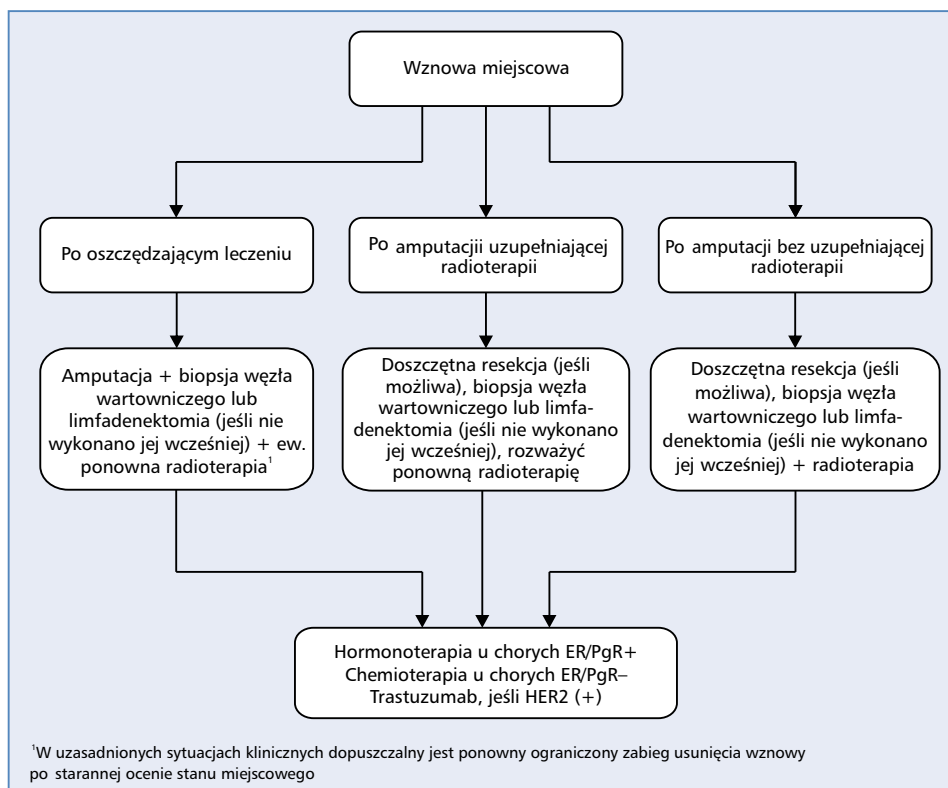 Wznowa miejscowa
Po oszczędzającym leczeniu
Po amputacjii uzupełniającej
radioterapii
Po amputacji bez uzupełniającej
radioterapii
Amputacja + biopsja węzła
wartowniczego lub
limfadenektomia (jeśli nie
wykonano jej wcześniej) + ew.
ponowna radioterapia¹
Doszczętna resekcja (jeśli
możliwa), biopsja węzła
wartowniczego lub limfa-
denektomia (jeśli nie wykonano
jej wcześniej), rozważyć
ponowną radioterapię
Doszczętna resekcja (jeśli
możliwa), biopsja węzła
wartowniczego lub limfa-
denektomia (jeśli nie wykonano
jej wcześniej) + radioterapia
Hormonoterapia u chorych ER/PgR+
Chemioterapia u chorych ER/PgR–
Trastuzumab, jeśli HER2 (+)
¹W uzasadnionych sytuacjach klinicznych dopuszczalny jest ponowny ograniczony zabieg usunięcia wznowy
po starannej ocenie stanu miejscowego